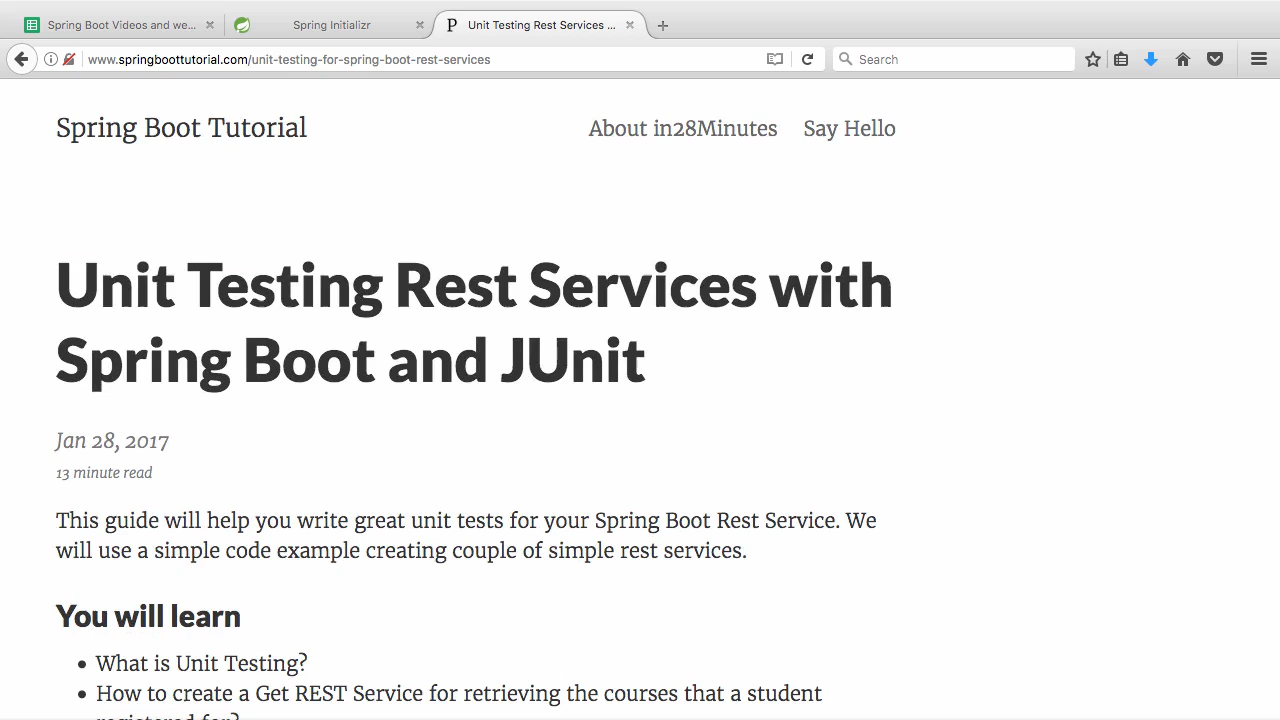 Spring Boot Videos and we...
Spring Initializr
Unit Testing Rest Services ...
www.springboottutorial.com/unit-testing-for-spring-boot-rest-services
Search
Spring Boot Tutorial
About in28Minutes
Say Hello
Unit Testing Rest Services with
Spring Boot and JUnit
Jan 28, 2017
13 minute read
This guide will help you write great unit tests for your Spring Boot Rest Service. We
will use a simple code example creating couple of simple rest services.
You will learn
• What is Unit Testing?
• How to create a Get REST Service for retrieving the courses that a student
registered for?